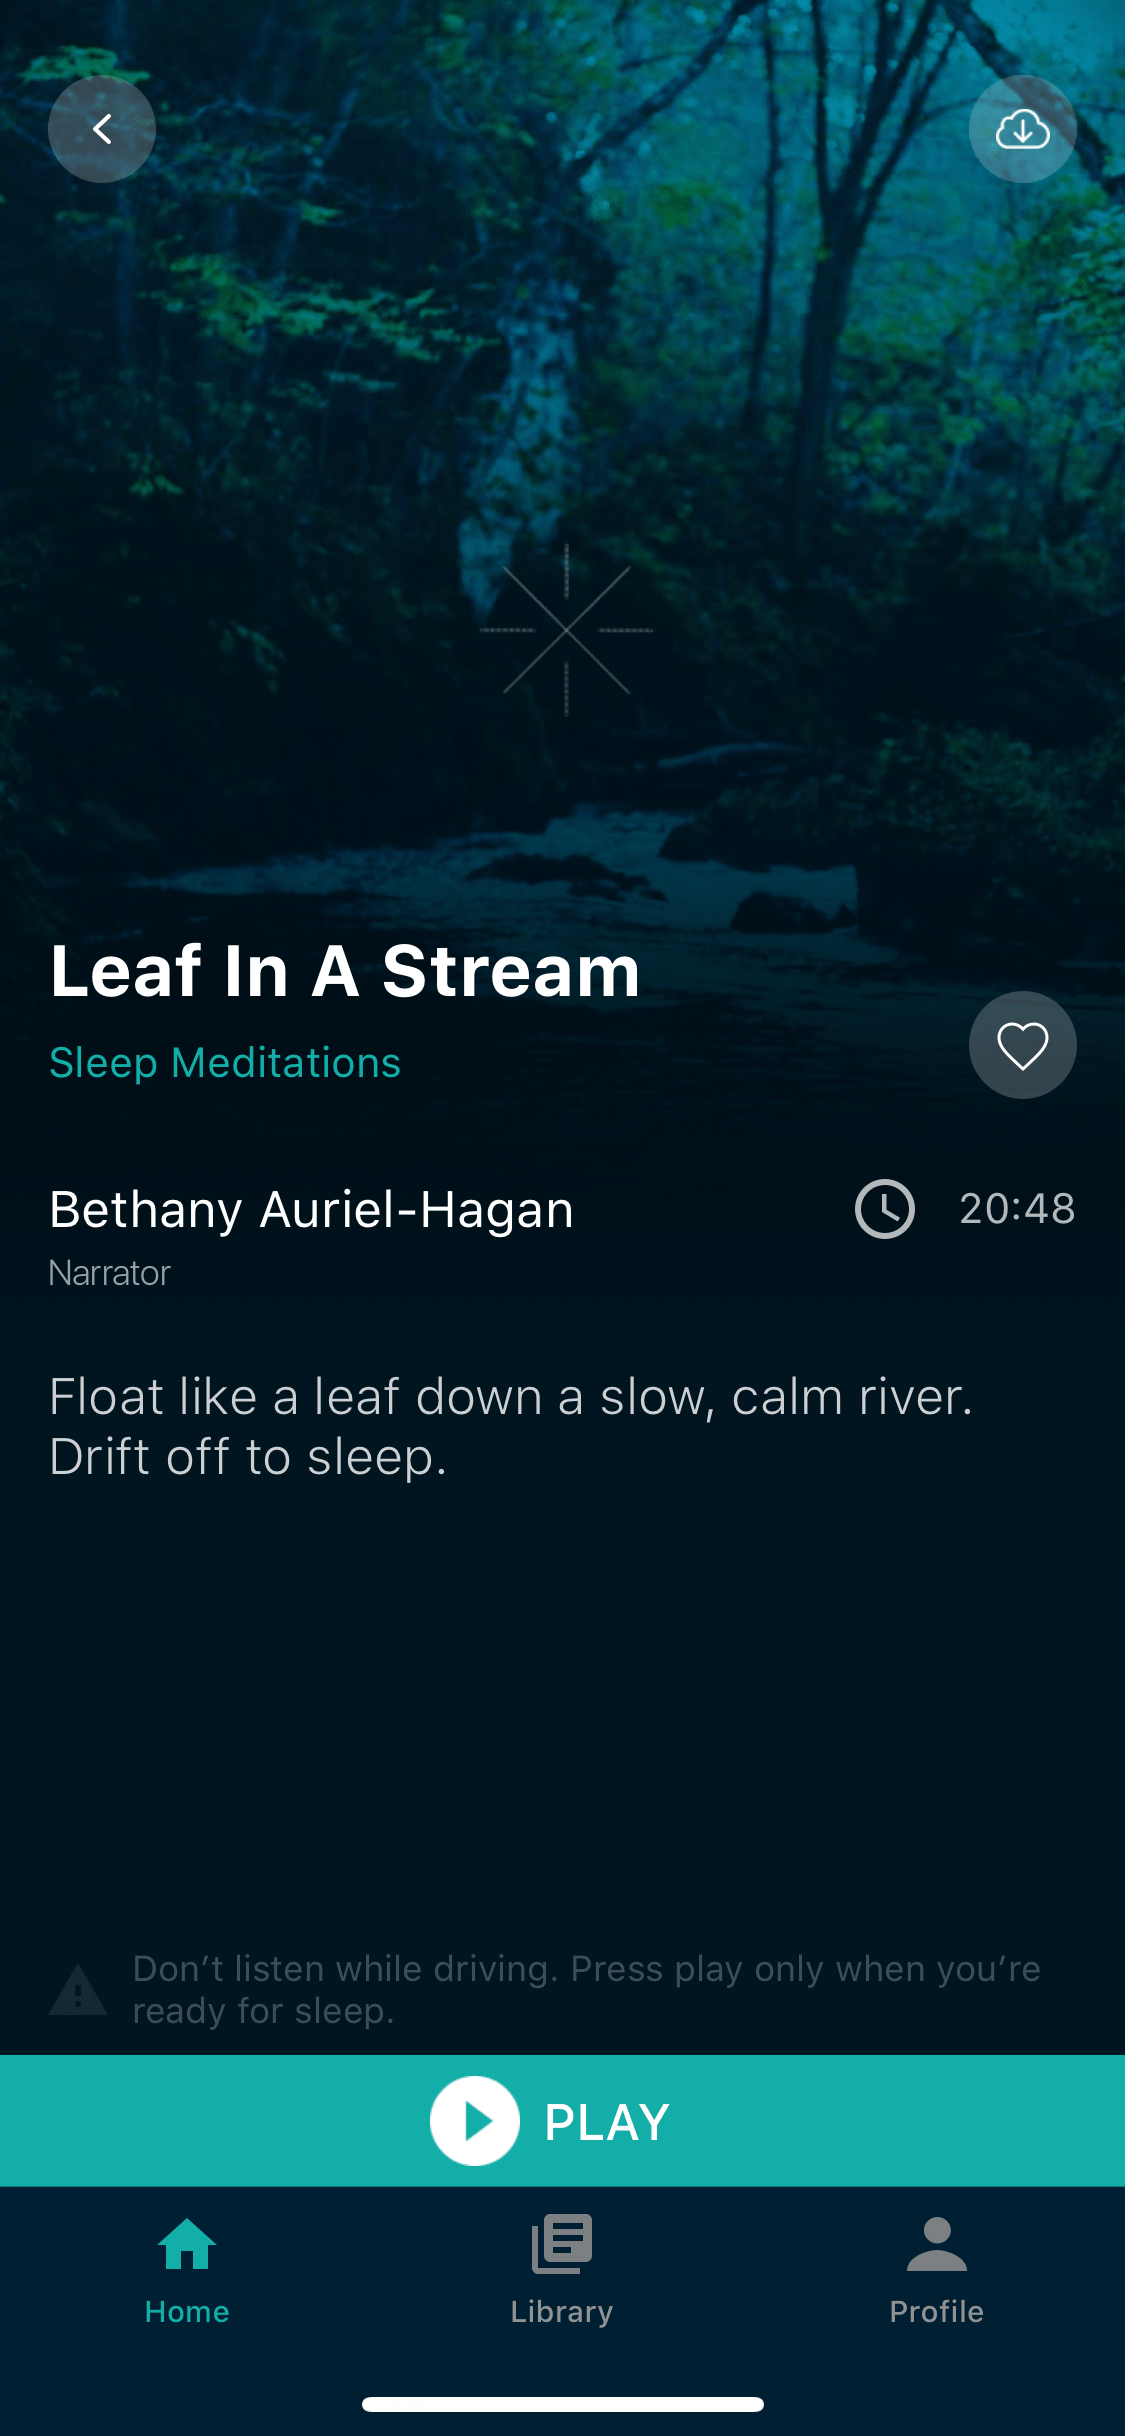 Leaf In A Stream
Sleep Meditations
Bethany Auriel-Hagan
20:48
Narrator
Float like a leaf down a slow, calm river.
Drift off to sleep.
Don’t listen while driving. Press play only when you’re
ready for sleep.
PLAY
Home
Library
Profile